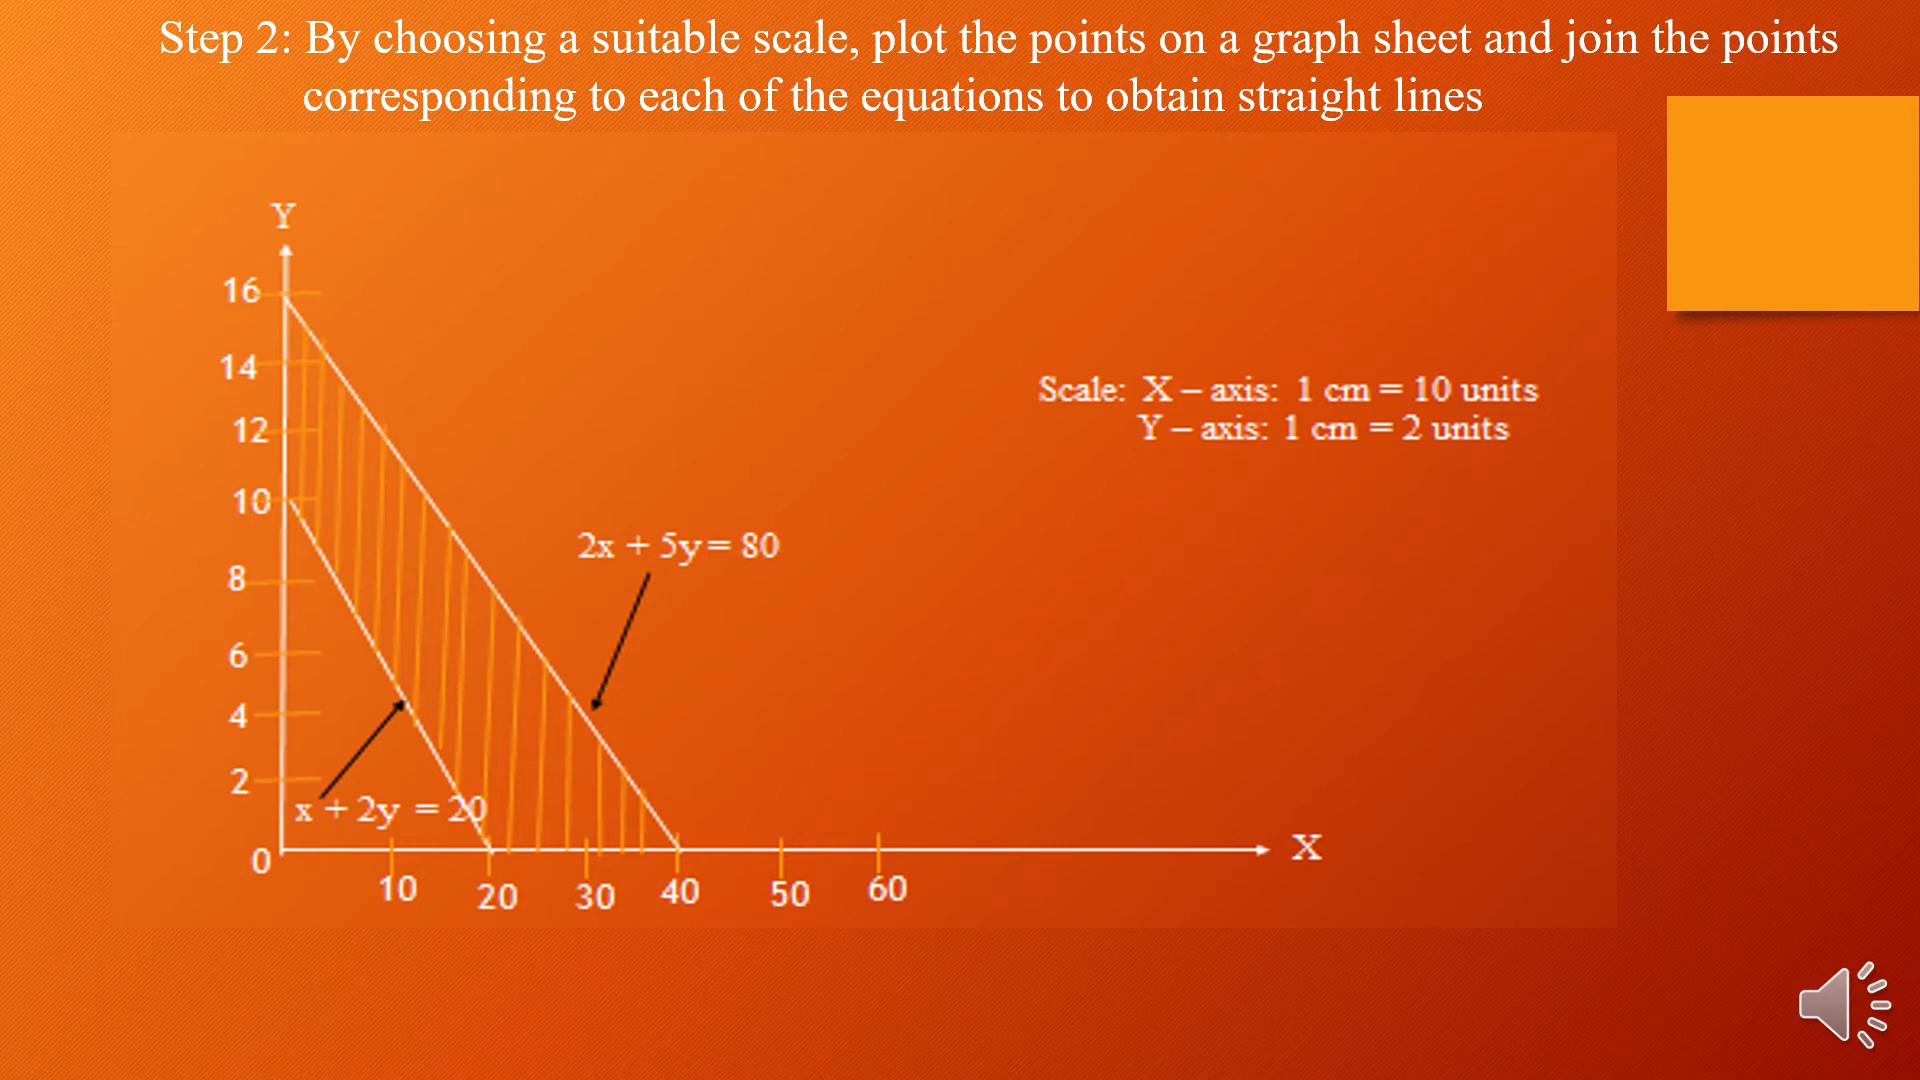 Step 2: By choosing a suitable scale, plot the points on a graph sheet and join the points
corresponding to each of the equations to obtain straight lines
Y
16
14
12
10
8
6
4
2
0
Scale: X – axis: 1 cm = 10 units
Y – axis: 1 cm = 2 units
2x + 5y = 80
x + 2y = 20
X
10
20
30
40
50
60